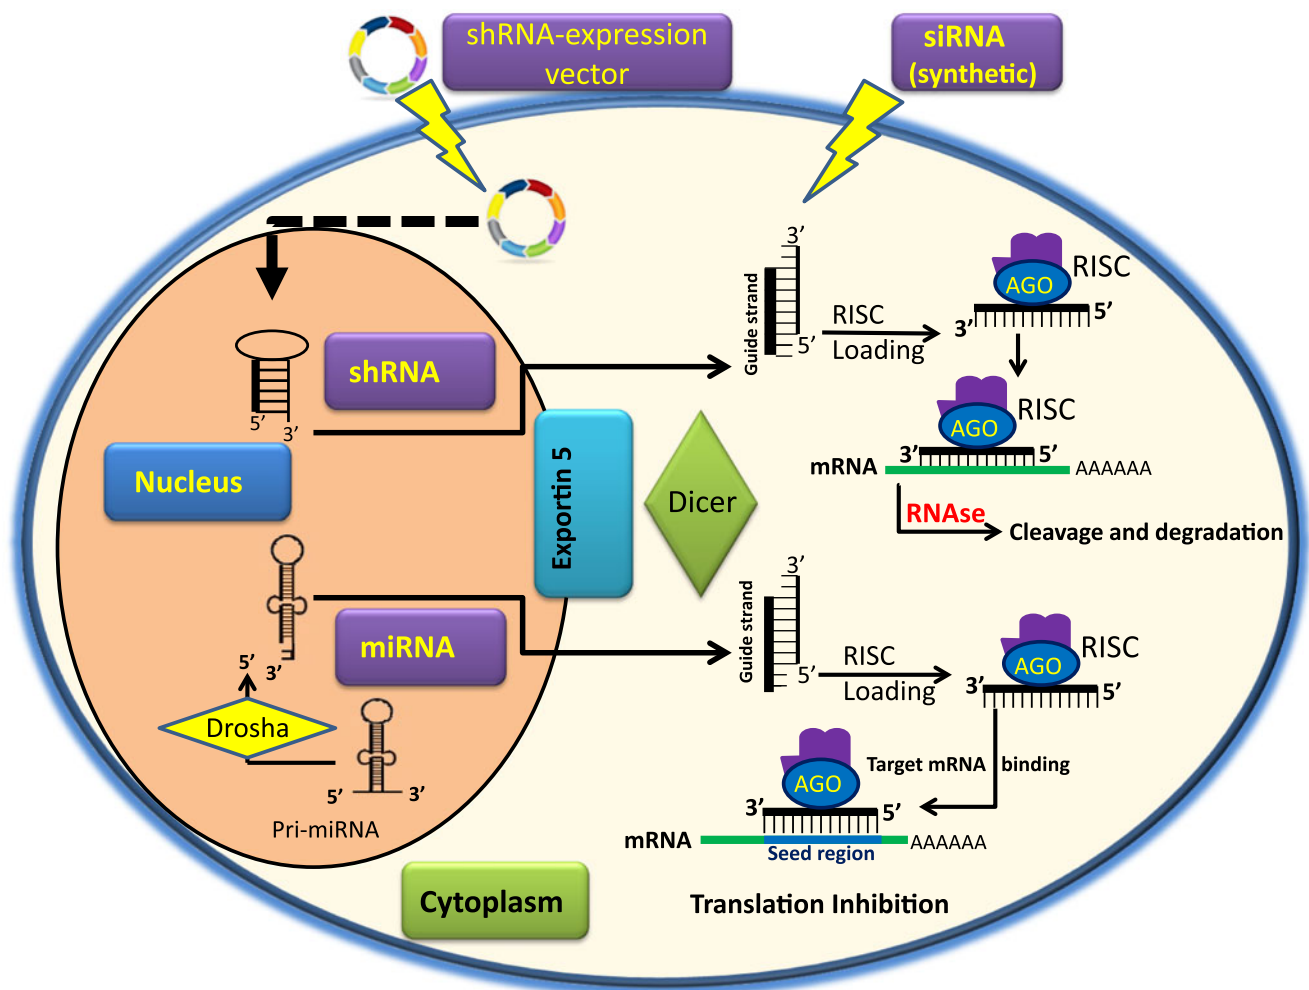 shRNA-expression
vector
siRNA
(synthetic)
3’
Guide strand
5’
RISC
Loading
AGO
RISC
3’
5’
shRNA
5’
3’
AGO
RISC
3’
5’
mRNA
AAAAAA
RNAse
Cleavage and degradation
Nucleus
Exportin 5
Dicer
3’
Guide strand
5’
RISC
Loading
AGO
RISC
3’
5’
miRNA
5’
3’
Drosha
5’
3’
Pri-miRNA
Target mRNA binding
AGO
3’
5’
mRNA
AAAAAA
Seed region
Cytoplasm
Translation Inhibition